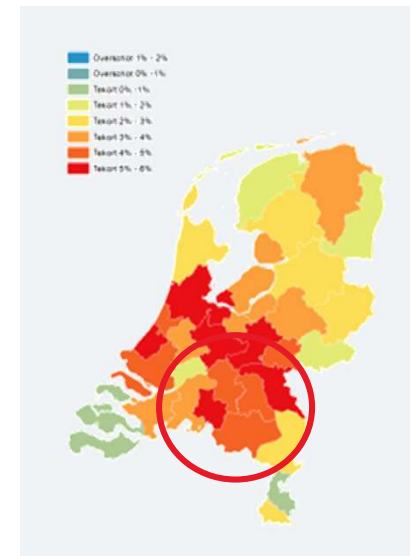 Overschot 1% - 2%
Overschot 0% -1%
Tekort 0% -1%
Tekort 1% - 2%
Tekort 2% - 3%
Tekort 3% - 4%
Tekort 4% - 5%
Tekort 5% - 6%